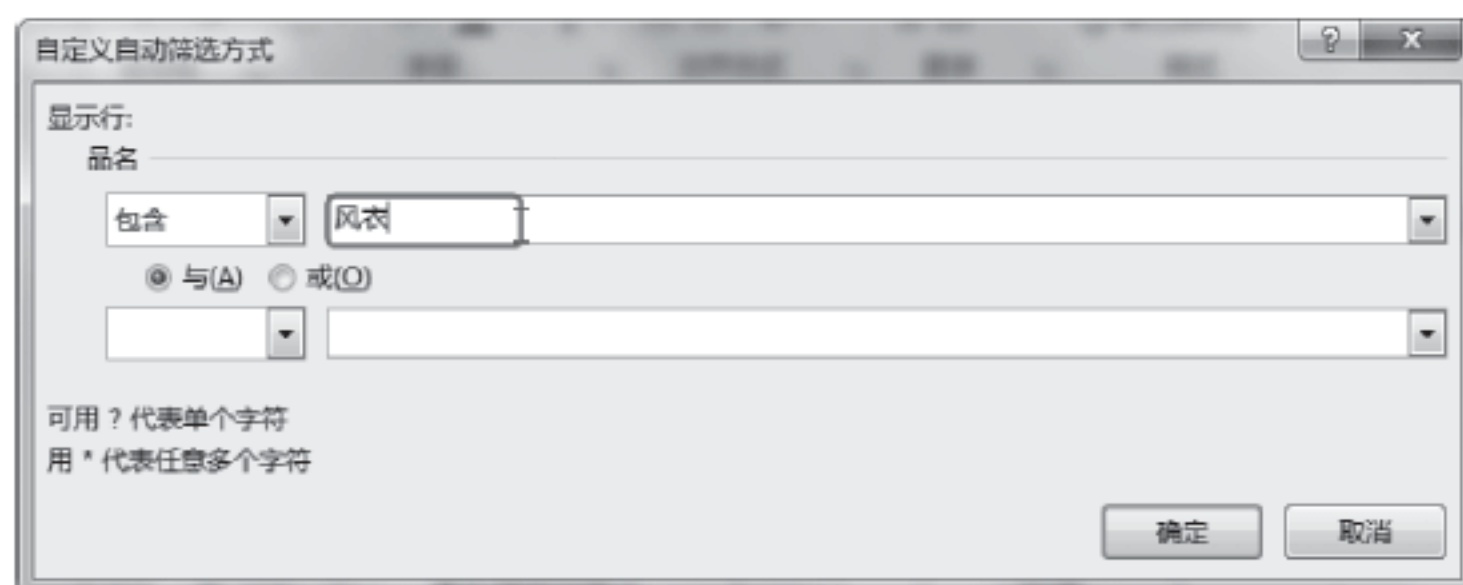 自定义自动筛选方式
显示行:
品名
包含 风衣
与(A) 或(O)
可用 ? 代表单个字符
用 * 代表任意多个字符
确定 取消